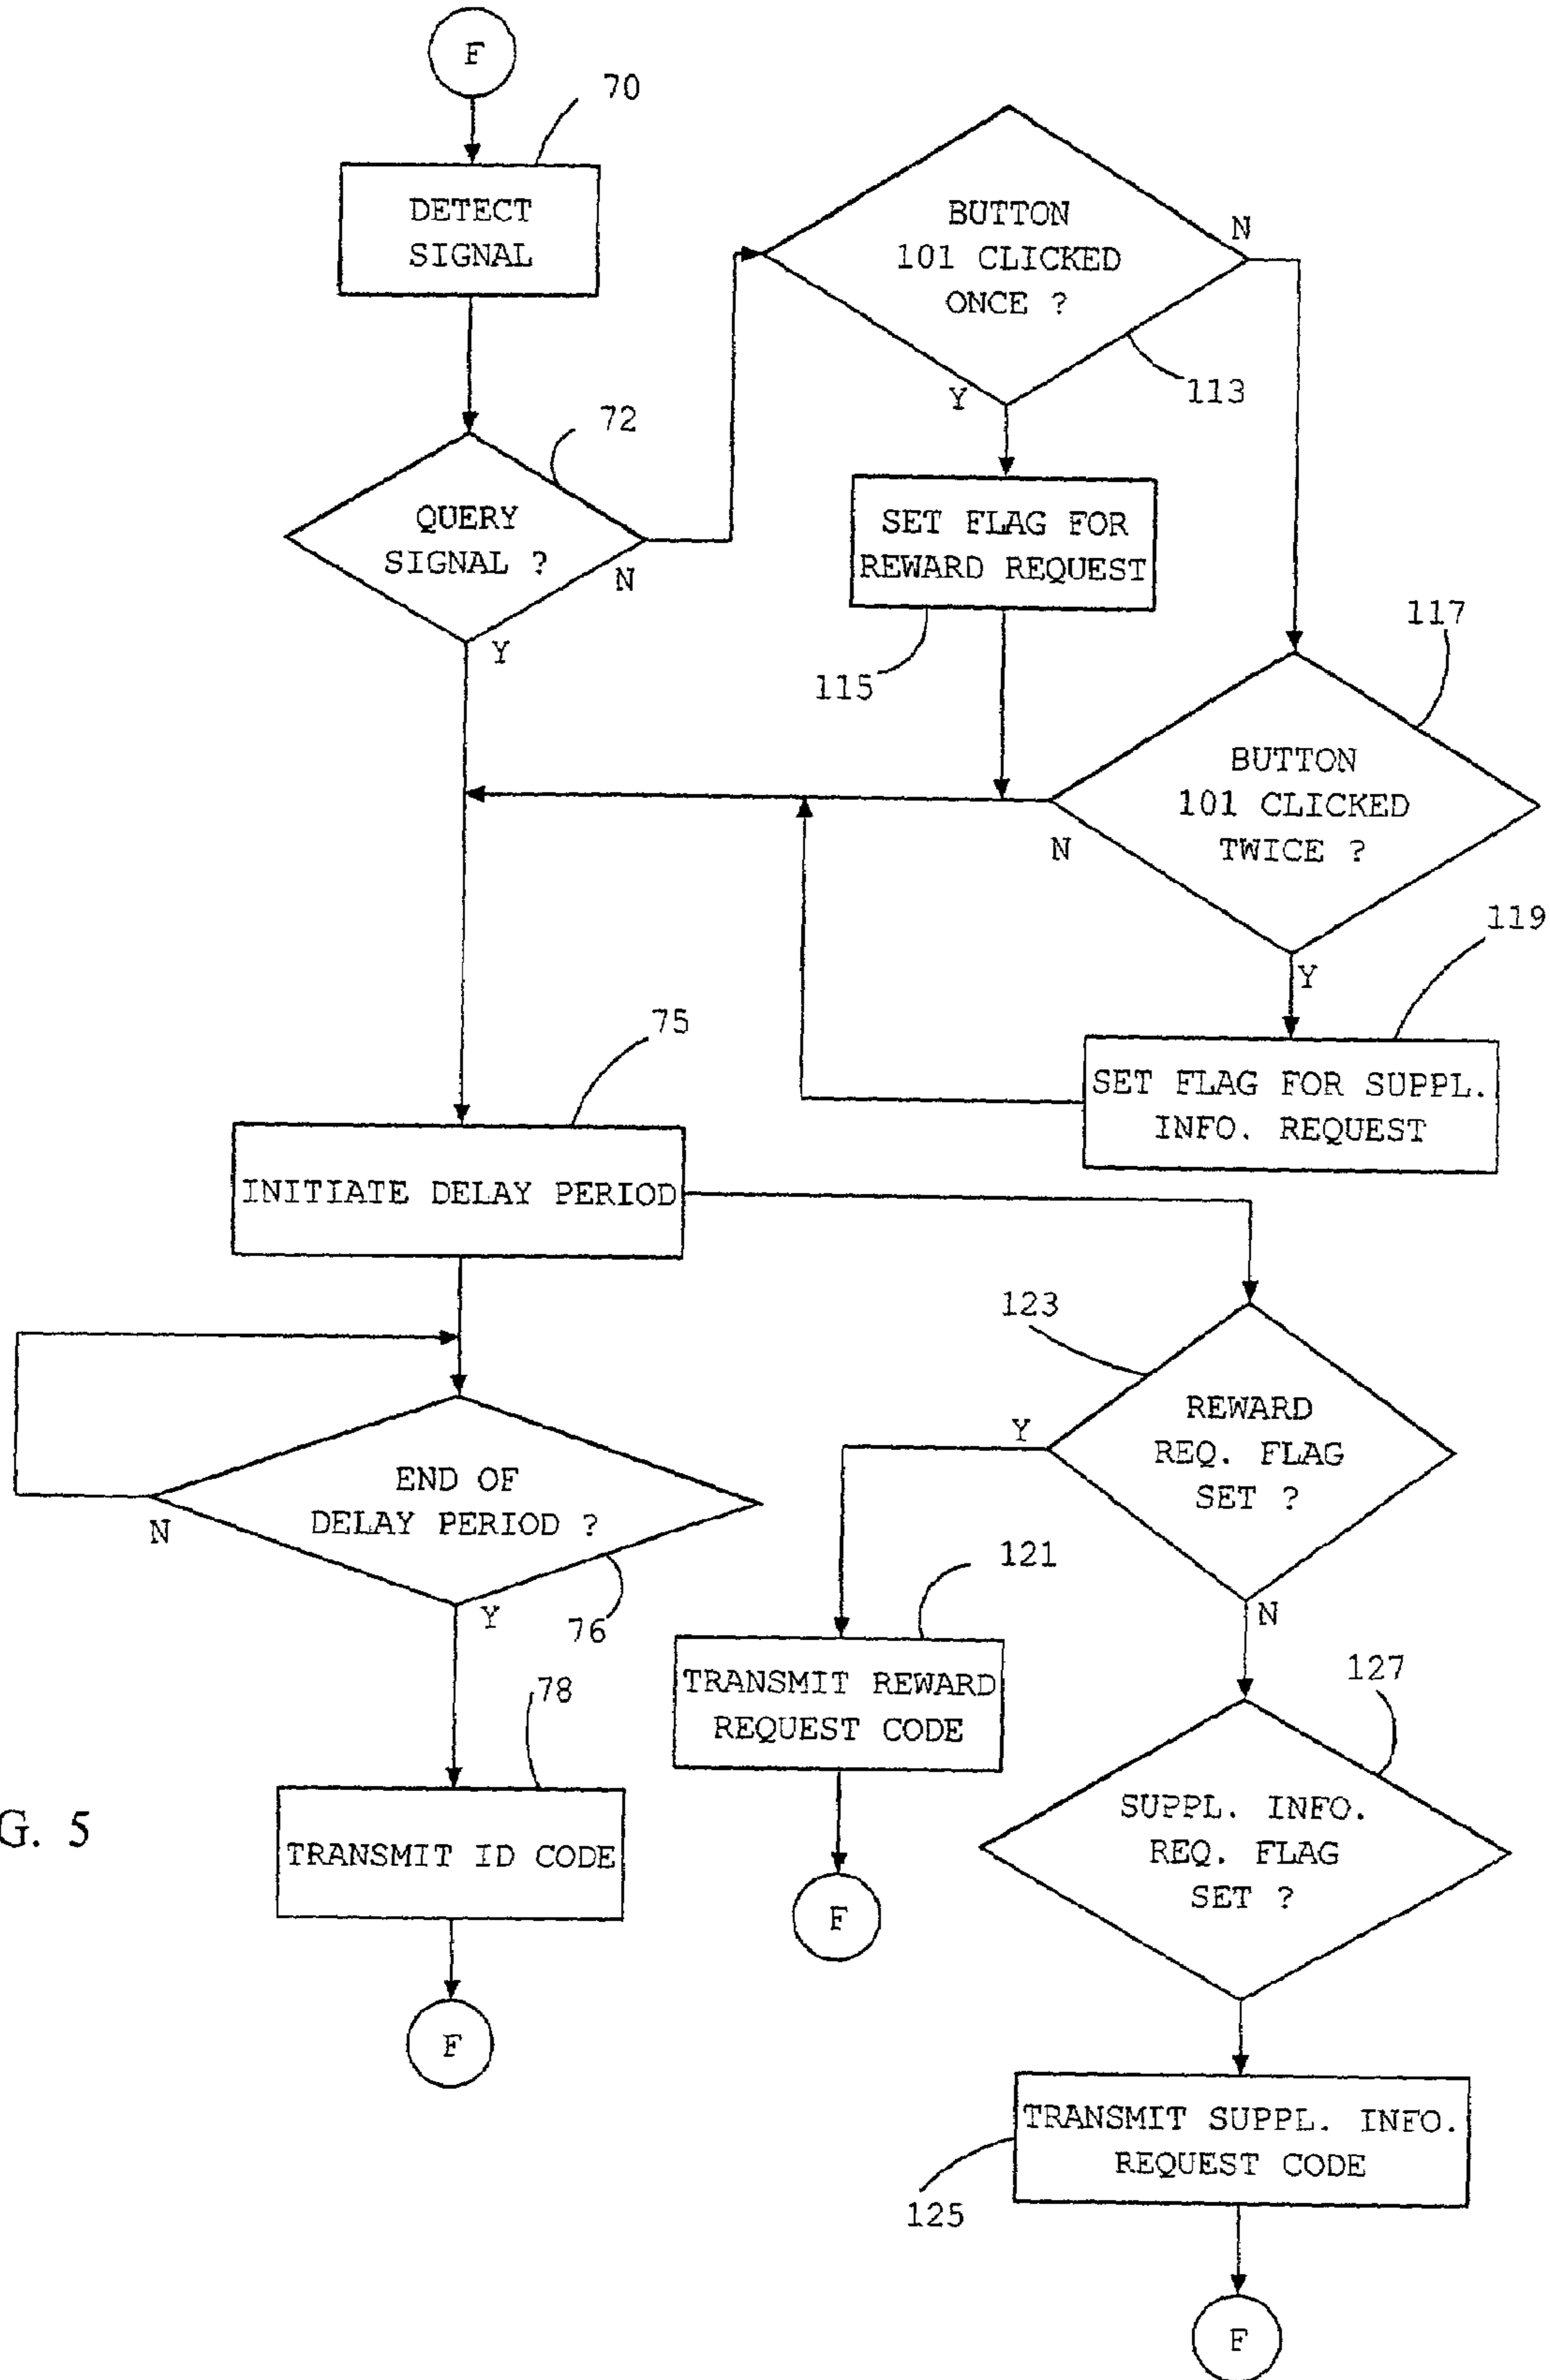 F
70
DETECT
SIGNAL
BUTTON
101 CLICKED
ONCE ?
N
Y
113
72
QUERY
SIGNAL ?
N
Y
SET FLAG FOR
REWARD REQUEST
115
117
BUTTON
101 CLICKED
TWICE ?
N
Y
119
SET FLAG FOR SUPPL.
INFO. REQUEST
75
INITIATE DELAY PERIOD
123
REWARD
REQ. FLAG
SET ?
Y
N
END OF
DELAY PERIOD ?
N
Y
76
121
TRANSMIT REWARD
REQUEST CODE
F
127
SUPPL. INFO.
REQ. FLAG
SET ?
78
TRANSMIT ID CODE
F
G. 5
TRANSMIT SUPPL. INFO.
REQUEST CODE
125
F